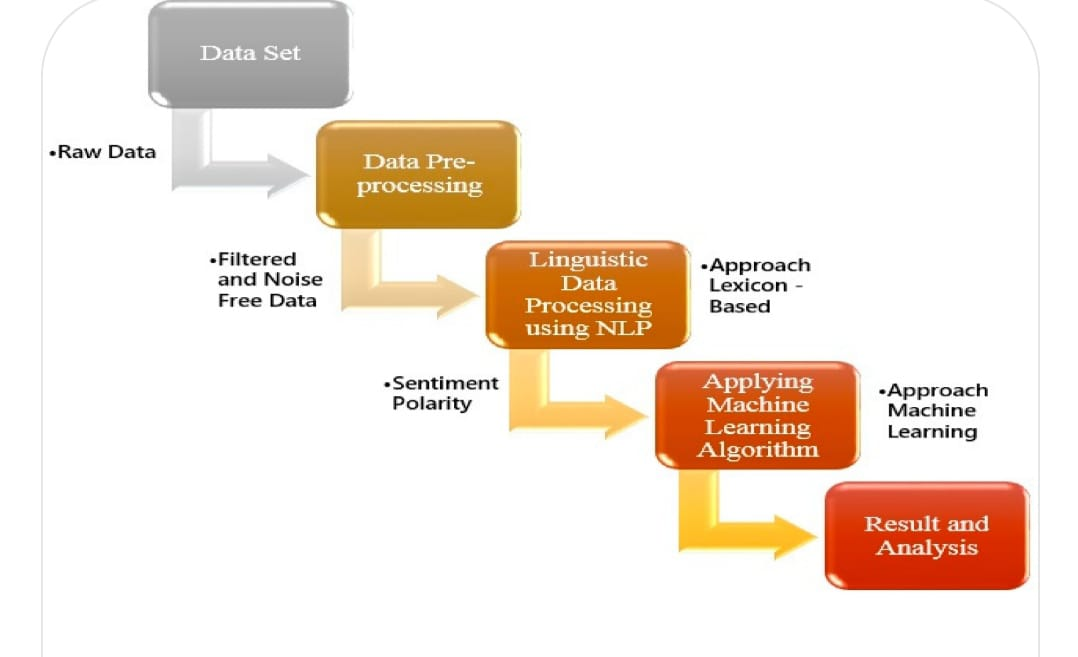 Data Set
•Raw Data
Data Pre-
processing
•Filtered
and Noise
Free Data
Linguistic
Data
Processing
using NLP
•Approach
Lexicon -
Based
•Sentiment
Polarity
Applying
Machine
Learning
Algorithm
•Approach
Machine
Learning
Result and
Analysis